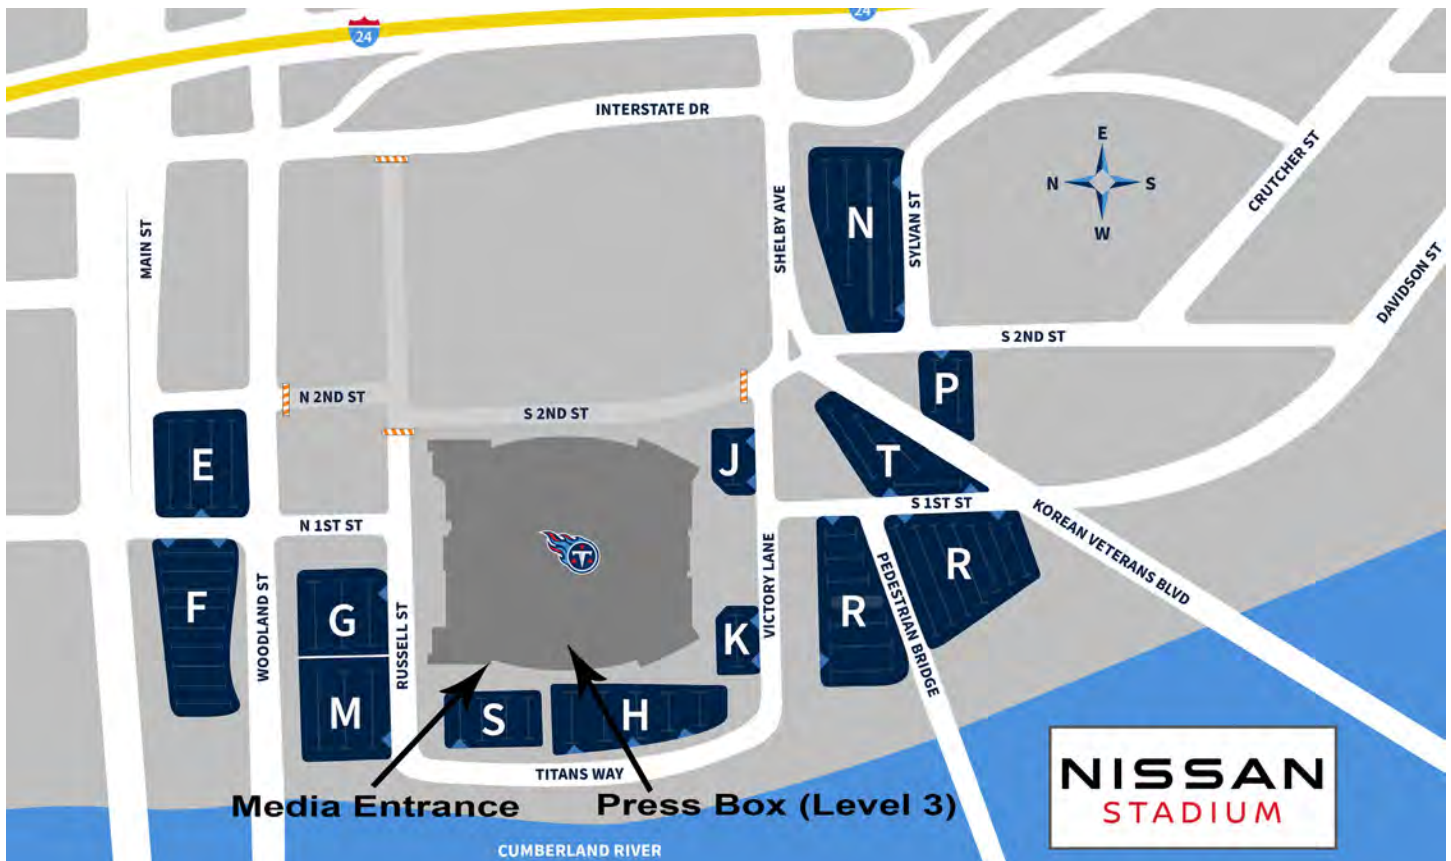 24
24
INTERSTATE DR
E
N
S
W
MAIN ST
SHELBY AVE
N
SYLVAN ST
CRUTCHER ST
DAVIDSON ST
S 2ND ST
N 2ND ST
S 2ND ST
P
E
J
T
N 1ST ST
S 1ST ST
KOREAN VETERANS BLVD
T
F
WOODLAND ST
G
RUSSELL ST
K
VICTORY LANE
R
PEDESTRIAN BRIDGE
R
M
S
H
TITANS WAY
Media Entrance
Press Box (Level 3)
NISSAN
STADIUM
CUMBERLAND RIVER